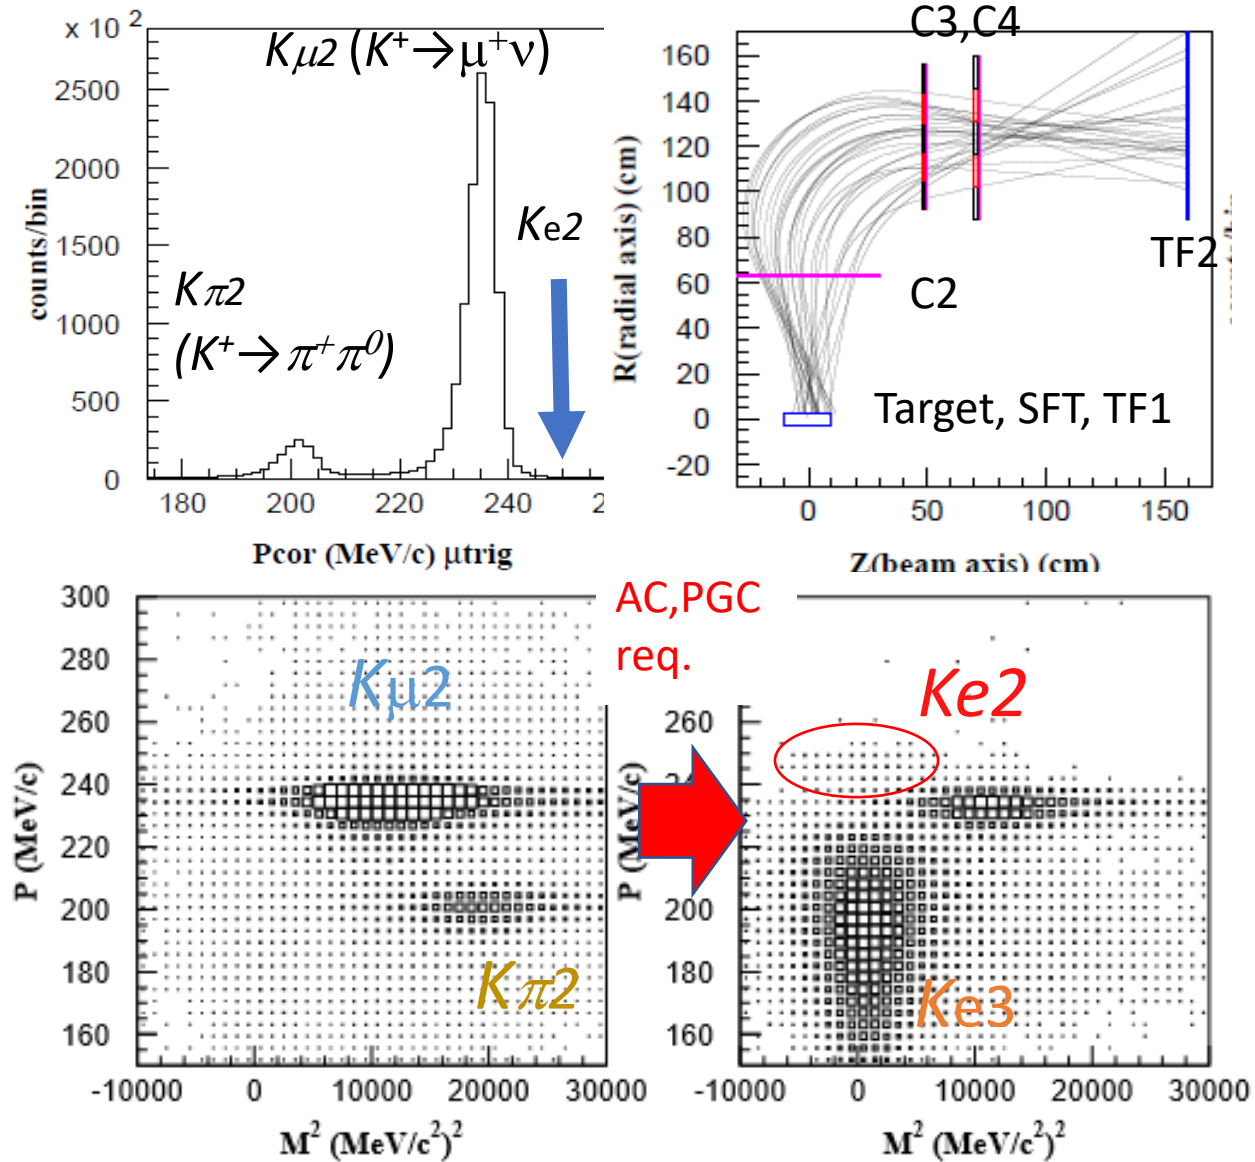 x 10 2
Kμ2 (K+→μ+ν)
2500
2000
1500
1000
500
0
counts/bin
Ke2
Kπ2
(K+→π+π0)
180
200
220
240
Pcor (MeV/c) μtrig
C3,C4
160
140
120
100
80
60
40
20
0
-20
R(radial axis) (cm)
TF2
C2
Target, SFT, TF1
0
50
100
150
Z(beam axis) (cm)
300
280
260
240
220
200
180
160
P (MeV/c)
Kμ2
Kπ2
-10000
0
10000
20000
30000
M2 (MeV/c2)2
AC,PGC
req.
260
240
220
200
180
160
P (MeV/c)
Ke2
Ke3
-10000
0
10000
20000
30000
M2 (MeV/c2)2